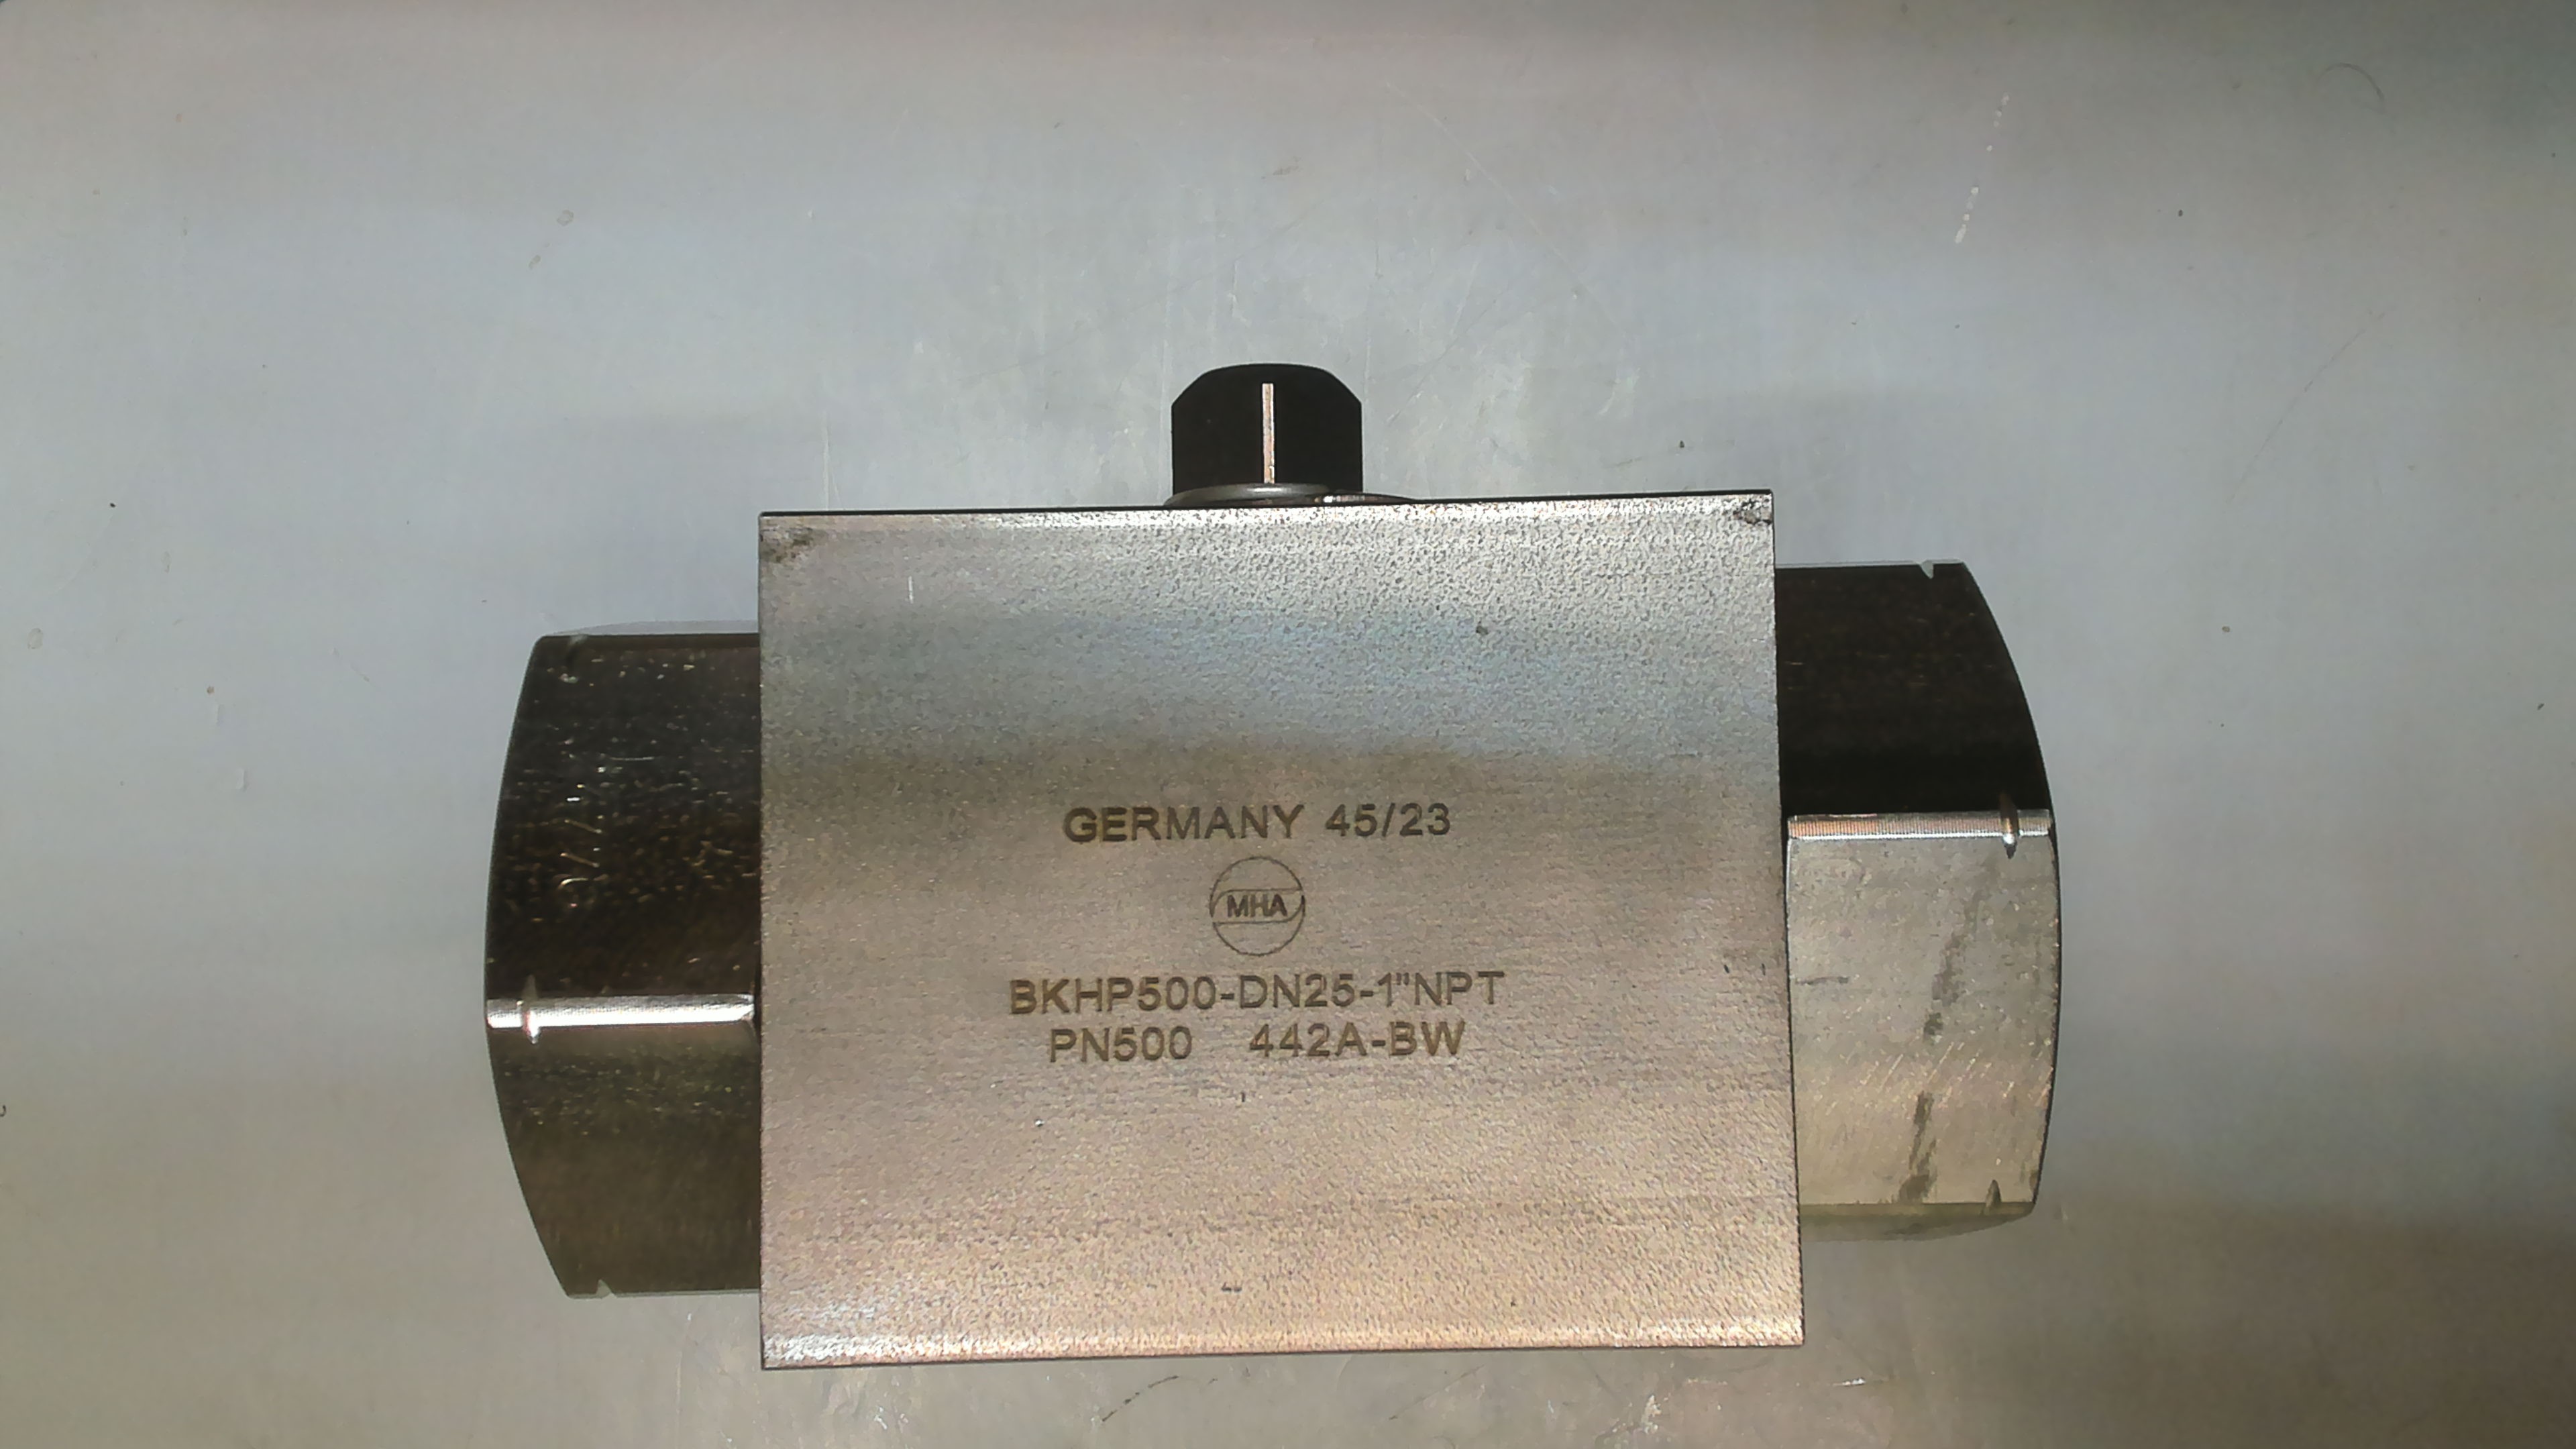 GERMANY 45/23
MHA
BKHP500-DN25-1"NPT
PN500 442A-BW